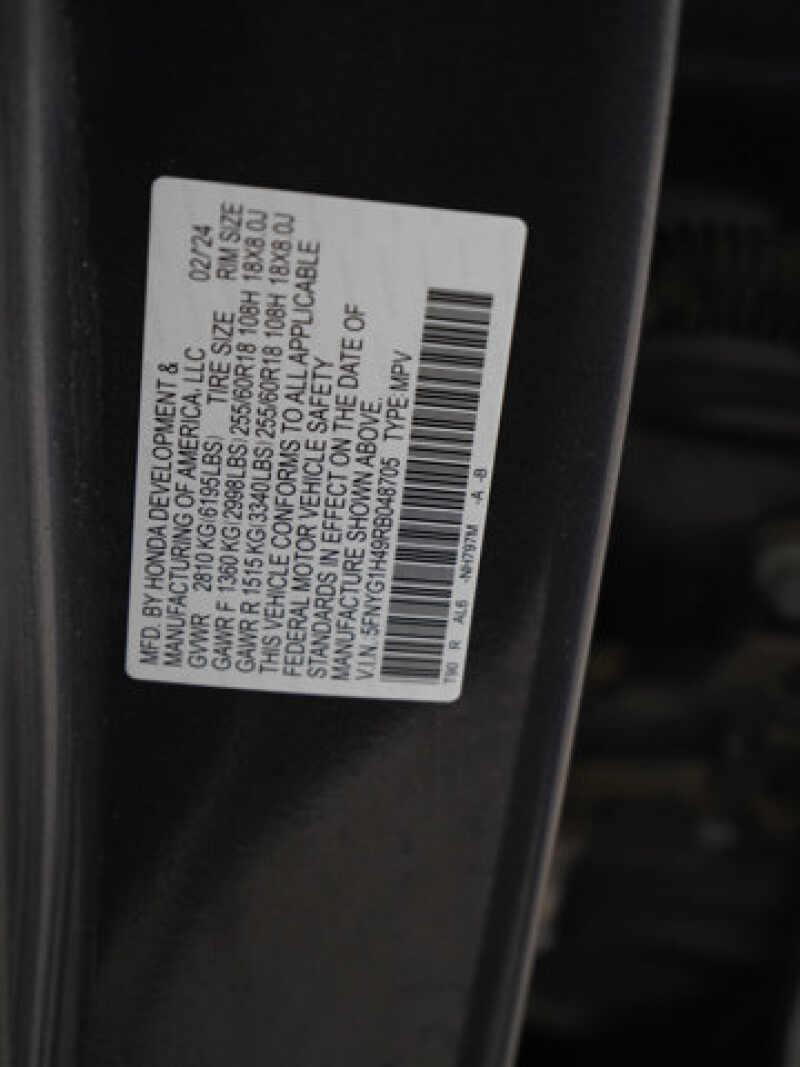 MFD. BY HONDA DEVELOPMENT &
MANUFACTURING OF AMERICA, LLC 02/24
GVWR 2810 KG(6195LBS) TIRE SIZE RIM SIZE
GAWR F 1360 KG(2998LBS) 255/60R18 108H 18X8.0J
GAWR R 1515 KG(3340LBS) 255/60R18 108H 18X8.0J
THIS VEHICLE CONFORMS TO ALL APPLICABLE
FEDERAL MOTOR VEHICLE SAFETY
STANDARDS IN EFFECT ON THE DATE OF
MANUFACTURE SHOWN ABOVE.
V.I.N. 5FNYG1H49RB048705 TYPE:MPV
T90 R AL6 -NH797M -A -B